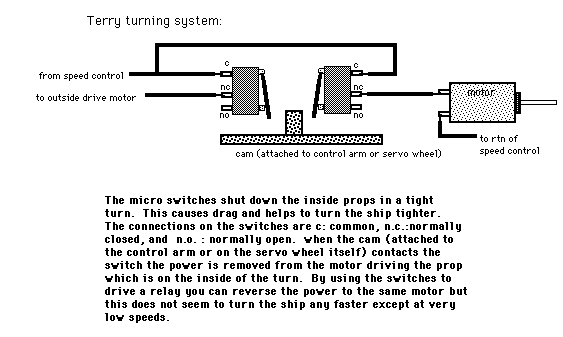 Terry turning system:
c
c
from speed control
nc
nc
motor
to outside drive motor
no
no
to rtn of
speed control
cam (attached to control arm or servo wheel)
The micro switches shut down the inside props in a tight
turn. This causes drag and helps to turn the ship tighter.
The connections on the switches are c: common, n.c.:normally
closed, and n.o. : normally open. when the cam (attached to
the control arm or on the servo wheel itself) contacts the
switch the power is removed from the motor driving the prop
which is on the inside of the turn. By using the switches to
drive a relay you can reverse the power to the same motor but
this does not seem to turn the ship any faster except at very
low speeds.